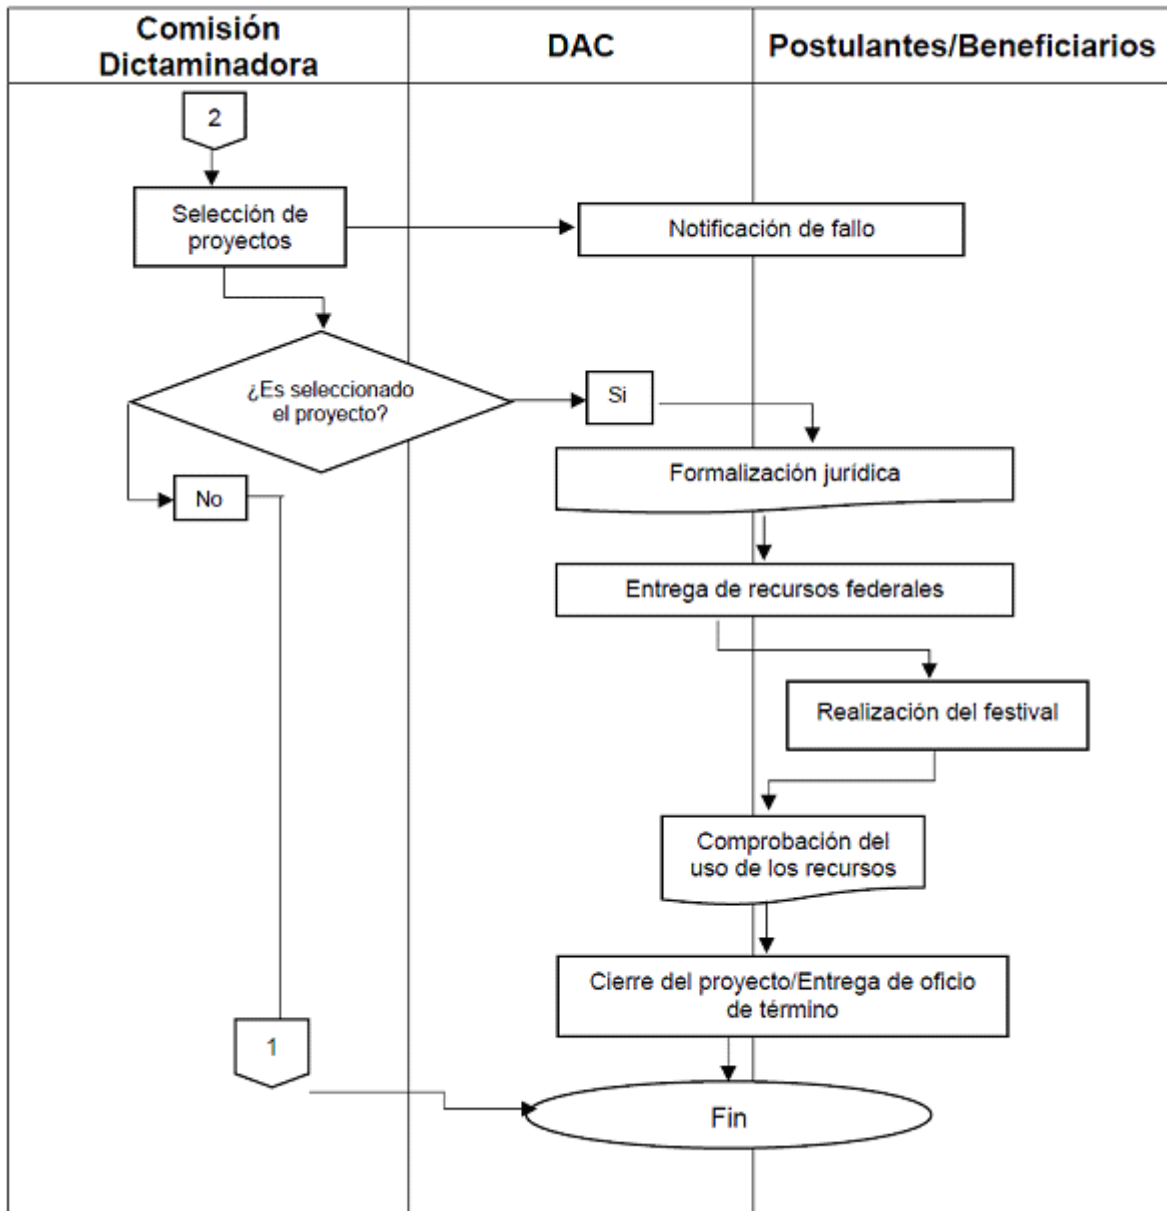 Comisión
Dictaminadora
DAC
Postulantes/Beneficiarios
2
Selección de
proyectos
Notificación de fallo
¿Es seleccionado
el proyecto?
Si
Formalización jurídica
No
Entrega de recursos federales
Realización del festival
Comprobación del
uso de los recursos
Cierre del proyecto/Entrega de oficio
de término
1
Fin